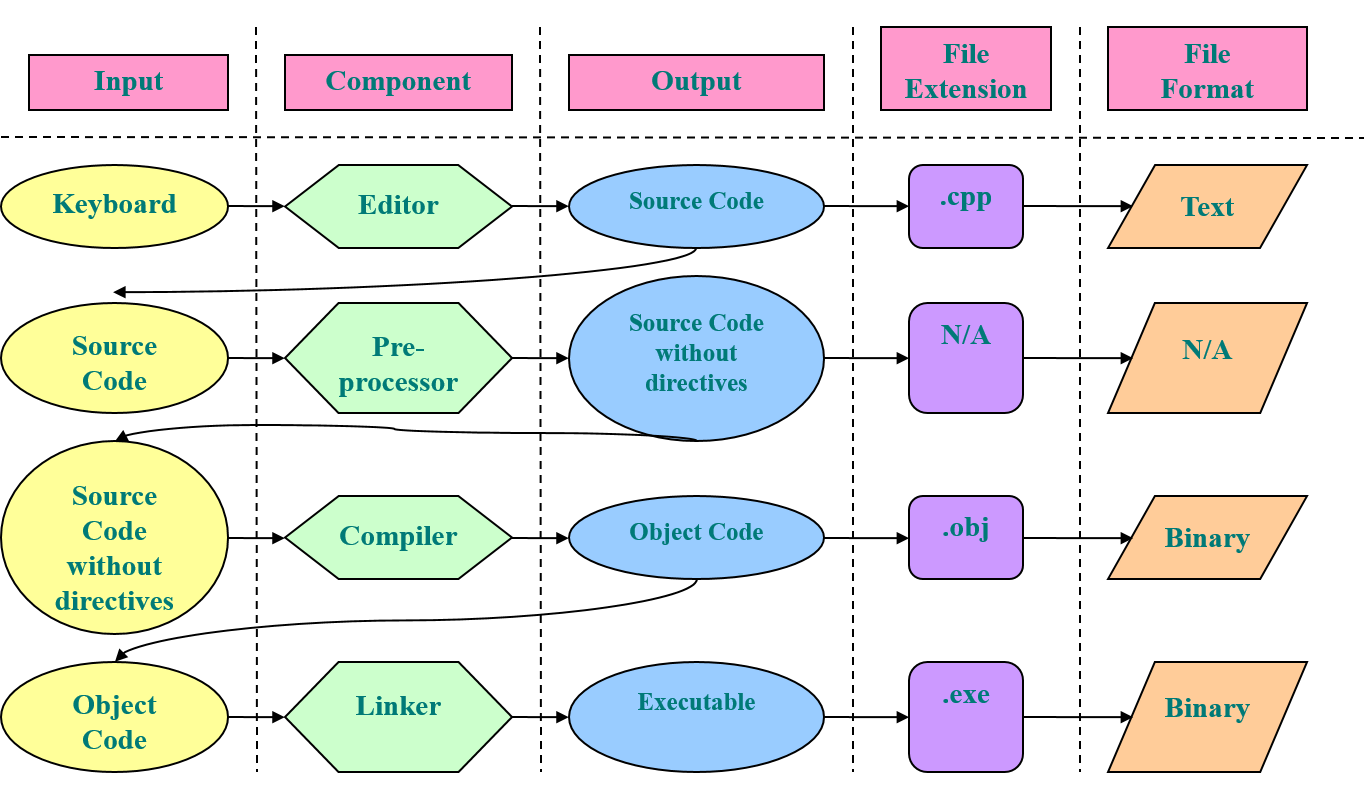 Input
Component
Output
File
Extension
File
Format
Keyboard
Editor
Source Code
.cpp
Text
Source
Code
Pre-
processor
Source Code
without
directives
N/A
N/A
Source
Code
without
directives
Compiler
Object Code
.obj
Binary
Object
Code
Linker
Executable
.exe
Binary